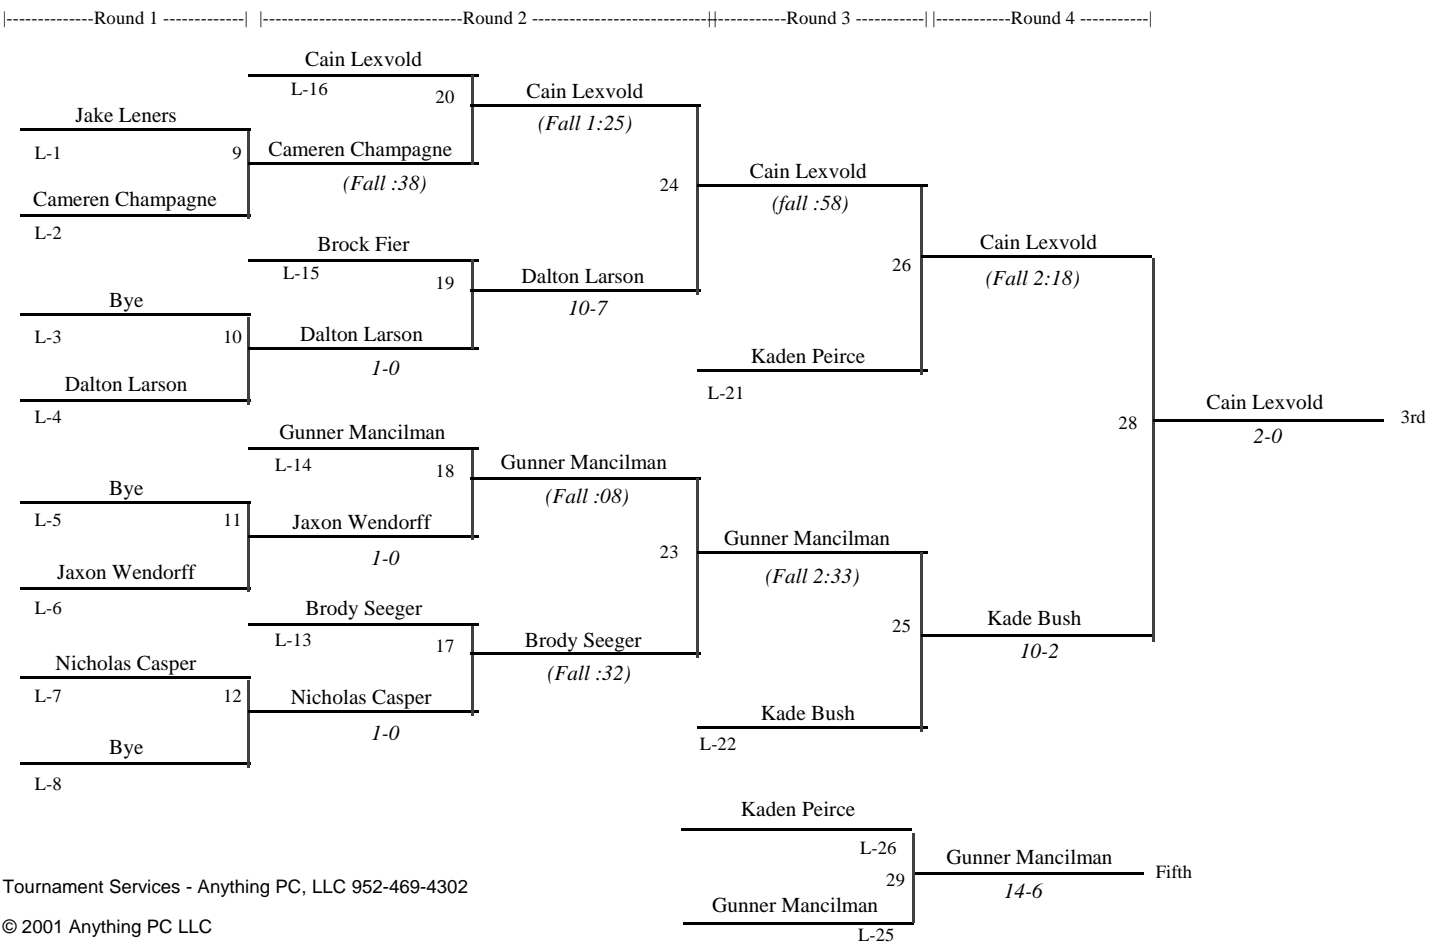 |-------------Round 1 -------------| |-----------------------------Round 2 --------------------------||-----------Round 3 -----------| |------------Round 4 -----------|
Cain Lexvold
L-16
20
Cain Lexvold
(Fall 1:25)
Jake Leners
L-1
9
Cameren Champagne
(Fall :38)
24
Cain Lexvold
(fall :58)
Cameren Champagne
L-2
Brock Fier
L-15
19
Dalton Larson
10-7
26
Cain Lexvold
(Fall 2:18)
Bye
L-3
10
Dalton Larson
1-0
Kaden Peirce
L-21
Dalton Larson
L-4
28
Cain Lexvold
2-0
3rd
Gunner Mancilman
L-14
18
Gunner Mancilman
(Fall :08)
Bye
L-5
11
Jaxon Wendorff
1-0
23
Gunner Mancilman
(Fall 2:33)
Jaxon Wendorff
L-6
Brody Seeger
L-13
17
Brody Seeger
(Fall :32)
25
Kade Bush
10-2
Nicholas Casper
L-7
12
Nicholas Casper
1-0
Kade Bush
L-22
Bye
L-8
Kaden Peirce
L-26
29
Gunner Mancilman
14-6
Fifth
Gunner Mancilman
L-25
Tournament Services - Anything PC, LLC 952-469-4302
© 2001 Anything PC LLC